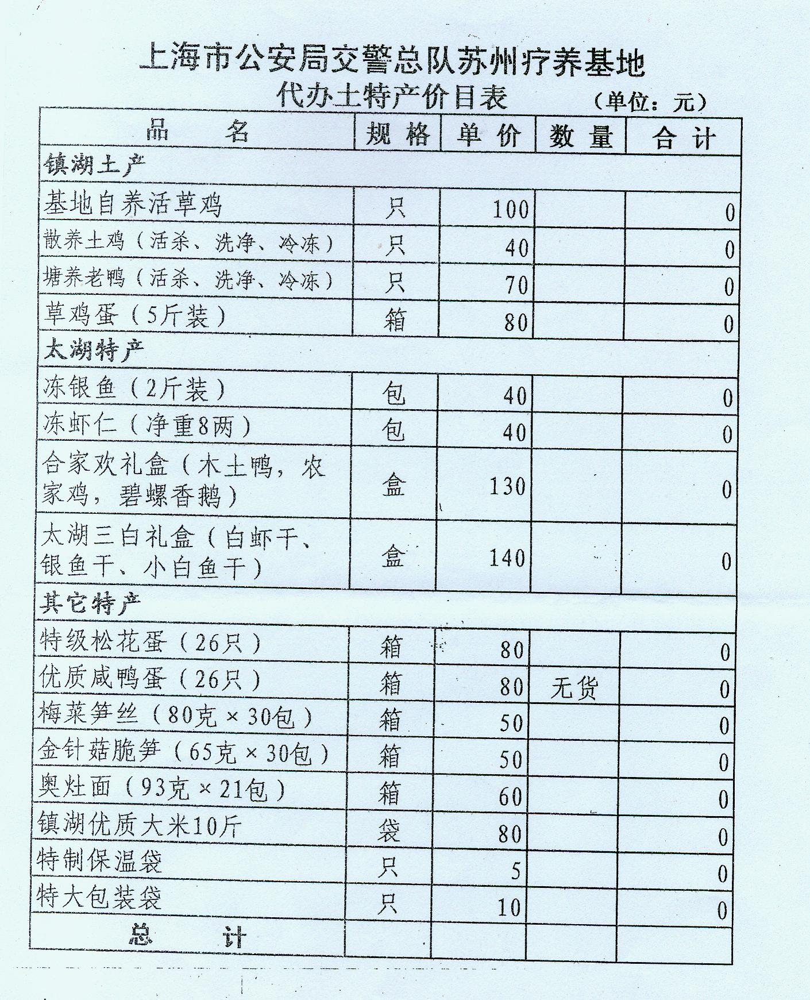 上海市公安局交警总队苏州疗养基地
代办土特产价目表 （单位：元）
品 名 规 格 单 价 数 量 合 计
镇湖土产
基地自养活草鸡 只 100 0
散养土鸡（活杀、洗净、冷冻） 只 40 0
塘养老鸭（活杀、洗净、冷冻） 只 70 0
草鸡蛋（5斤装） 箱 80 0
太湖特产
冻银鱼（2斤装） 包 40 0
冻虾仁（净重8两） 包 40 0
合家欢礼盒（木土鸭，农
家鸡，碧螺香鹅） 盒 130 0
太湖三白礼盒（白虾干、
银鱼干、小白鱼干） 盒 140 0
其它特产
特级松花蛋（26只） 箱 80 0
优质咸鸭蛋（26只） 箱 80 无货 0
梅菜笋丝（80克×30包） 箱 50 0
金针菇脆笋（65克×30包） 箱 50 0
奥灶面（93克×21包） 箱 60 0
镇湖优质大米10斤 袋 80 0
特制保温袋 只 5 0
特大包装袋 只 10 0
总 计